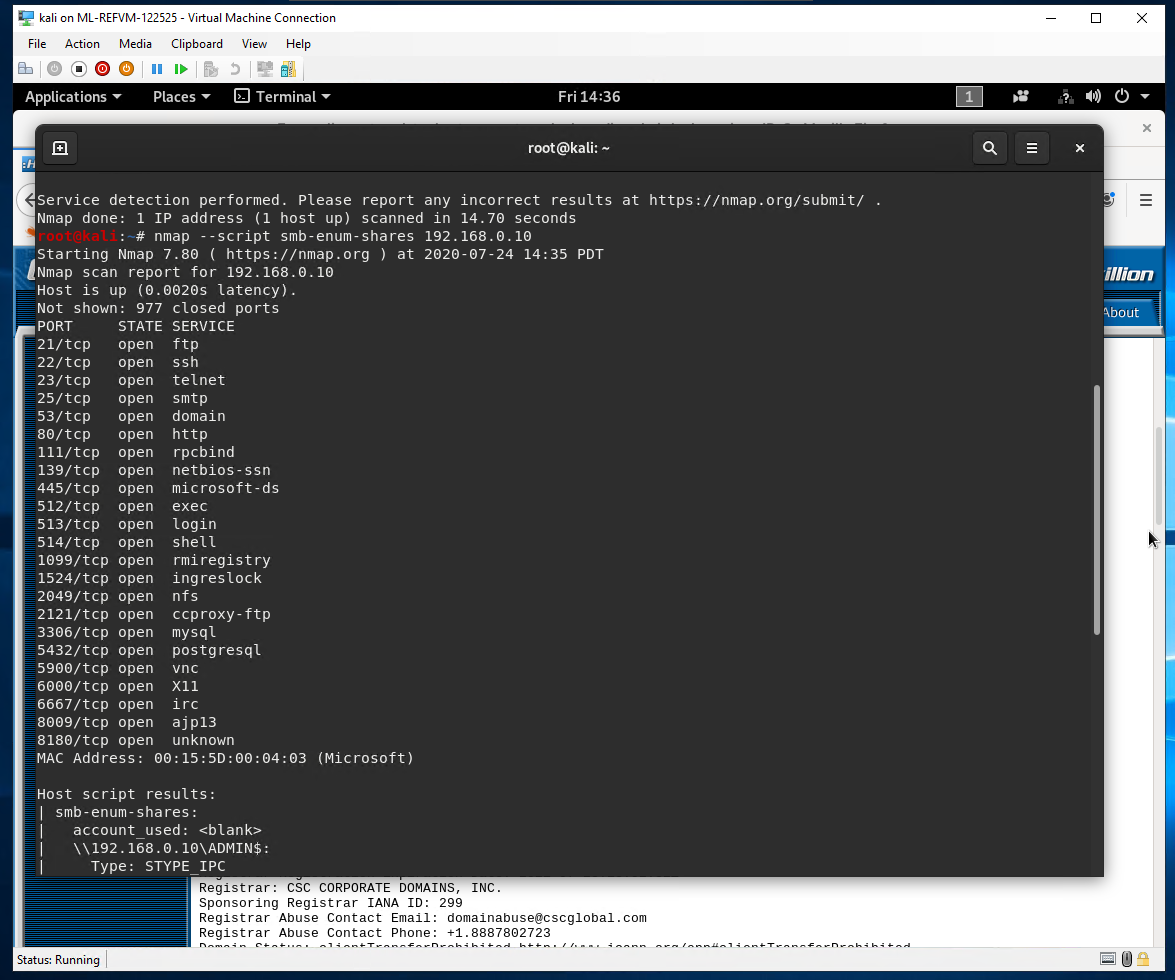 kali on ML-REFVM-122525 - Virtual Machine Connection
File Action Media Clipboard View Help
Applications Places Terminal Fri 14:36 1
root@kali: ~
Service detection performed. Please report any incorrect results at https://nmap.org/submit/ .
Nmap done: 1 IP address (1 host up) scanned in 14.70 seconds
root@kali:~# nmap --script smb-enum-shares 192.168.0.10
Starting Nmap 7.80 ( https://nmap.org ) at 2020-07-24 14:35 PDT
Nmap scan report for 192.168.0.10
Host is up (0.0020s latency).
Not shown: 977 closed ports
PORT     STATE SERVICE
21/tcp   open  ftp
22/tcp   open  ssh
23/tcp   open  telnet
25/tcp   open  smtp
53/tcp   open  domain
80/tcp   open  http
111/tcp  open  rpcbind
139/tcp  open  netbios-ssn
445/tcp  open  microsoft-ds
512/tcp  open  exec
513/tcp  open  login
514/tcp  open  shell
1099/tcp open  rmiregistry
1524/tcp open  ingreslock
2049/tcp open  nfs
2121/tcp open  ccproxy-ftp
3306/tcp open  mysql
5432/tcp open  postgresql
5900/tcp open  vnc
6000/tcp open  X11
6667/tcp open  irc
8009/tcp open  ajp13
8180/tcp open  unknown
MAC Address: 00:15:5D:00:04:03 (Microsoft)
Host script results:
| smb-enum-shares:
|   account_used: <blank>
|   \\192.168.0.10\ADMIN$:
|     Type: STYPE_IPC
illion
About
Registrar: CSC CORPORATE DOMAINS, INC.
Sponsoring Registrar IANA ID: 299
Registrar Abuse Contact Email: domainabuse@cscglobal.com
Registrar Abuse Contact Phone: +1.8887802723
Domain Status: clientTransferProhibited http://www.icann.org/epp#clientTransferProhibited
Status: Running